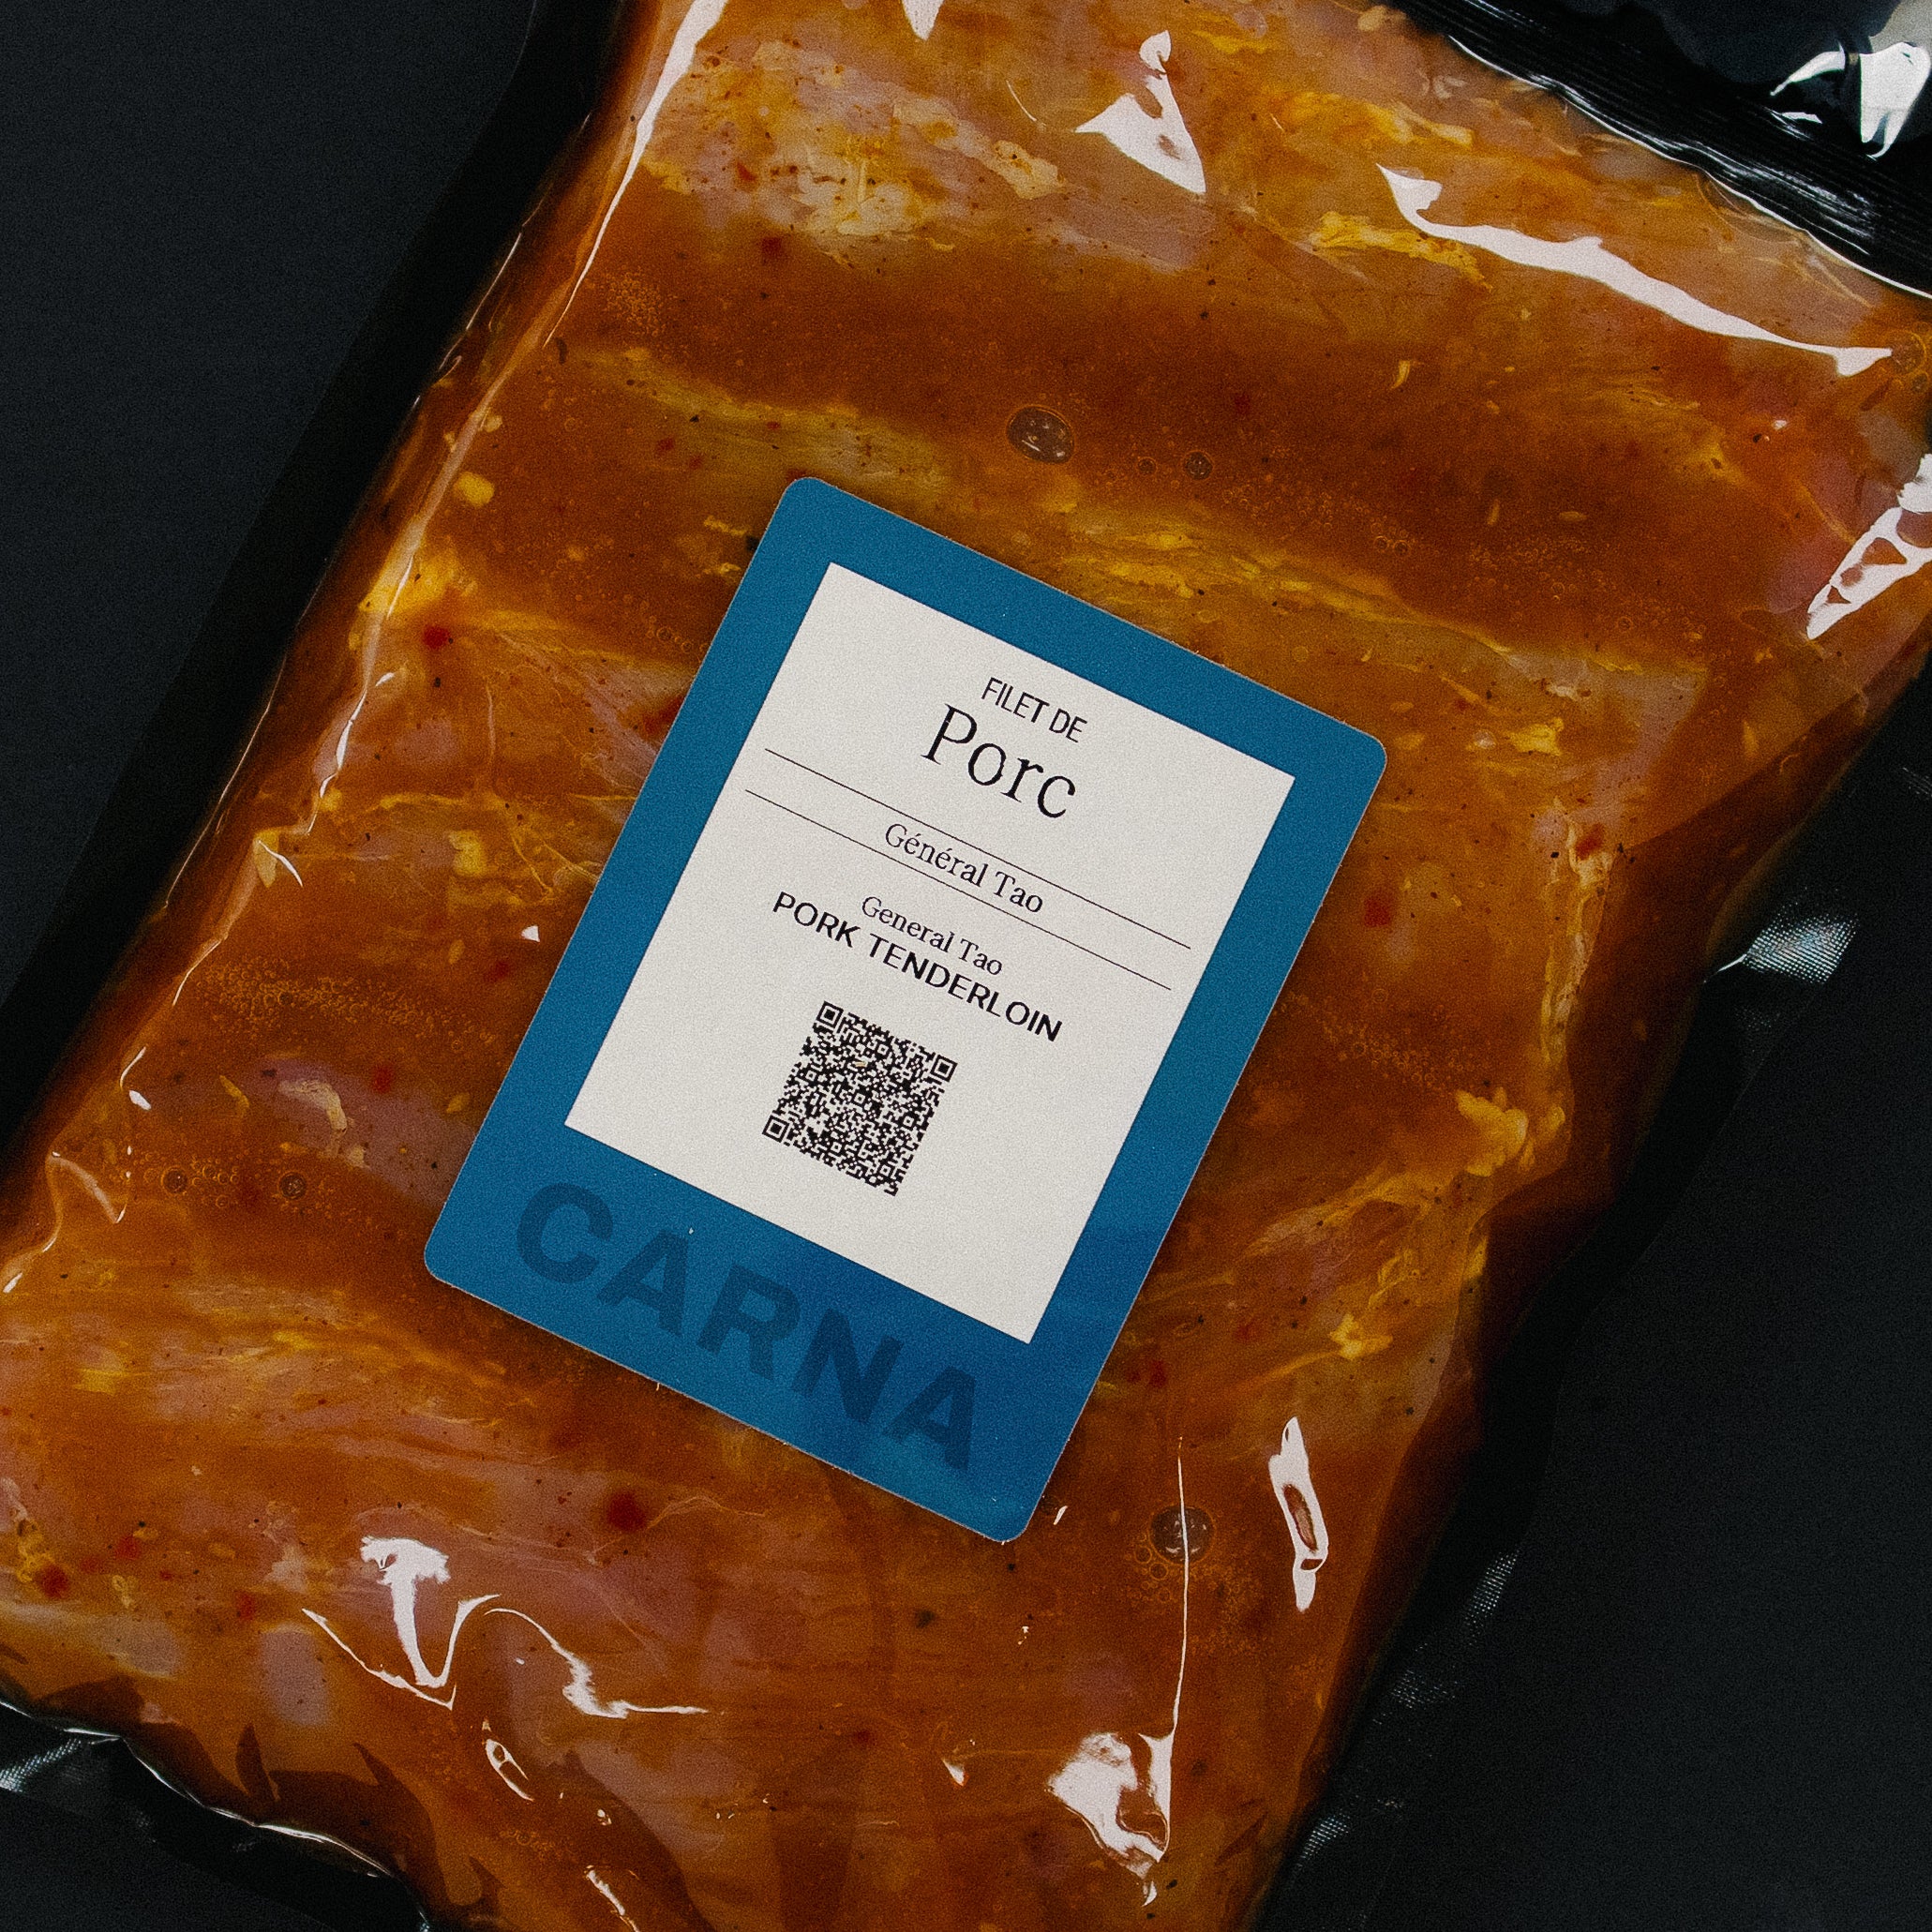 FILET DE
Porc
Général Tao
General Tao
PORK TENDERLOIN
CARNA